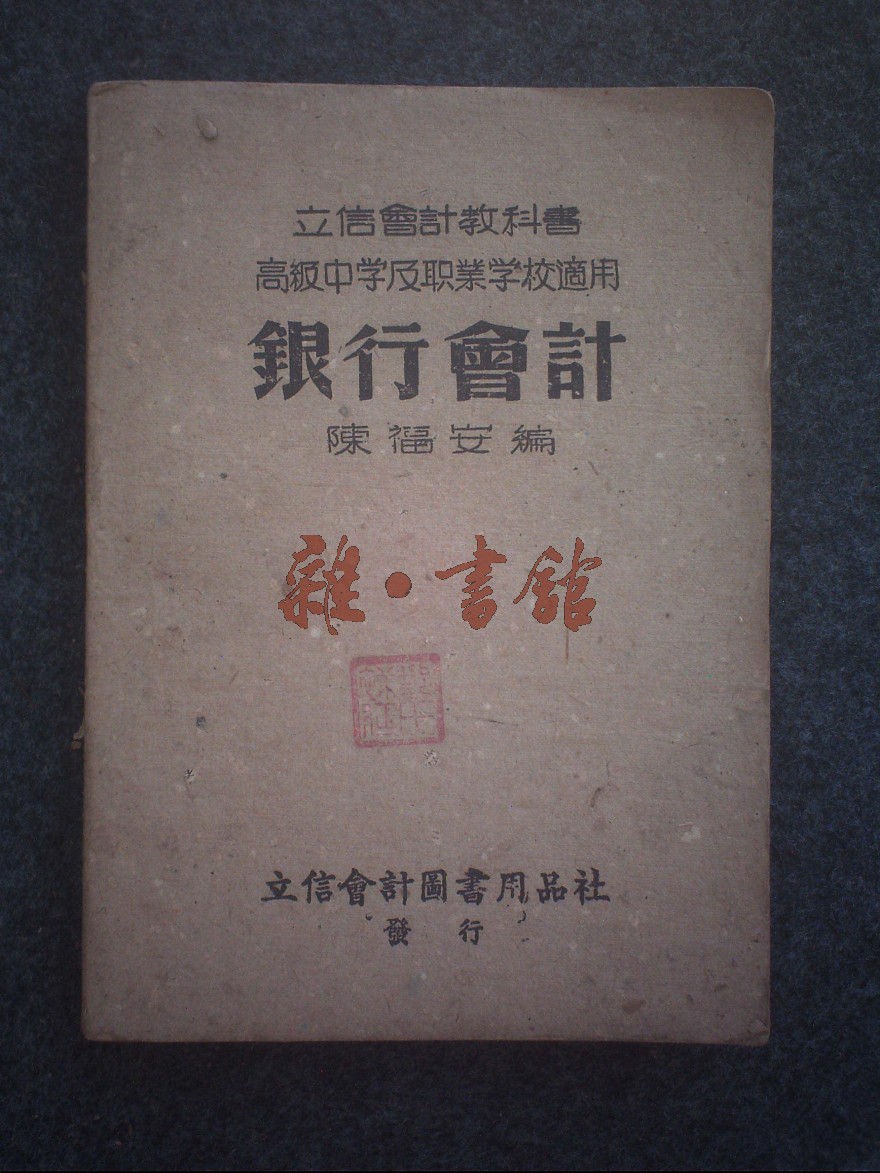 立信會計教科書
高級中学及职業学校適用
銀行會計
陳福安編
雜·書館
立信會計圖書用品社
發行